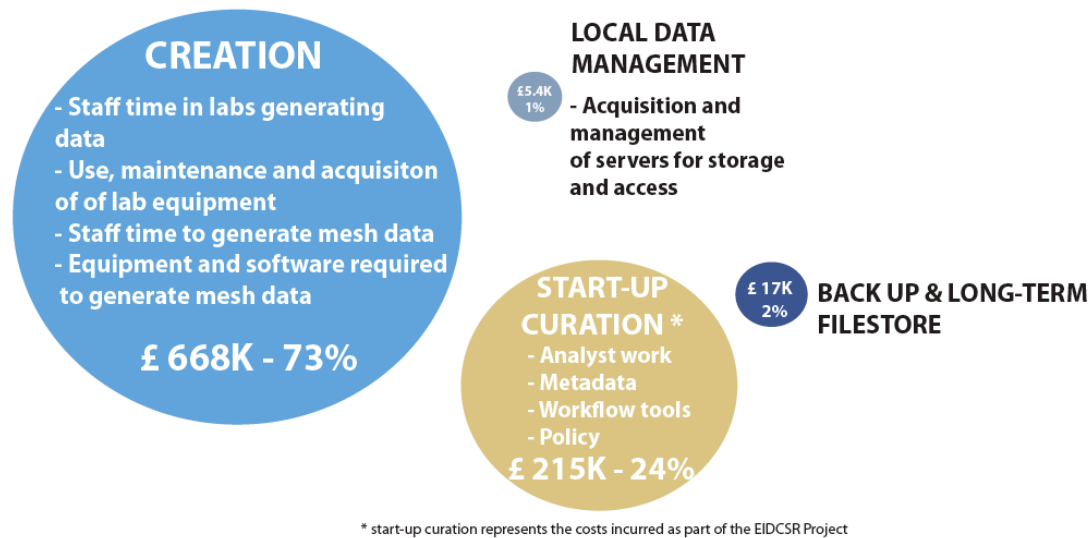 CREATION
- Staff time in labs generating
data
- Use, maintenance and acquisiton
of of lab equipment
- Staff time to generate mesh data
- Equipment and software required
to generate mesh data
£ 668K - 73%
LOCAL DATA
MANAGEMENT
£5.4K
1%
- Acquisition and
management
of servers for storage
and access
START-UP
CURATION *
- Analyst work
- Metadata
- Workflow tools
- Policy
£ 215K - 24%
£ 17K
2%
BACK UP & LONG-TERM
FILESTORE
* start-up curation represents the costs incurred as part of the EIDCSR Project